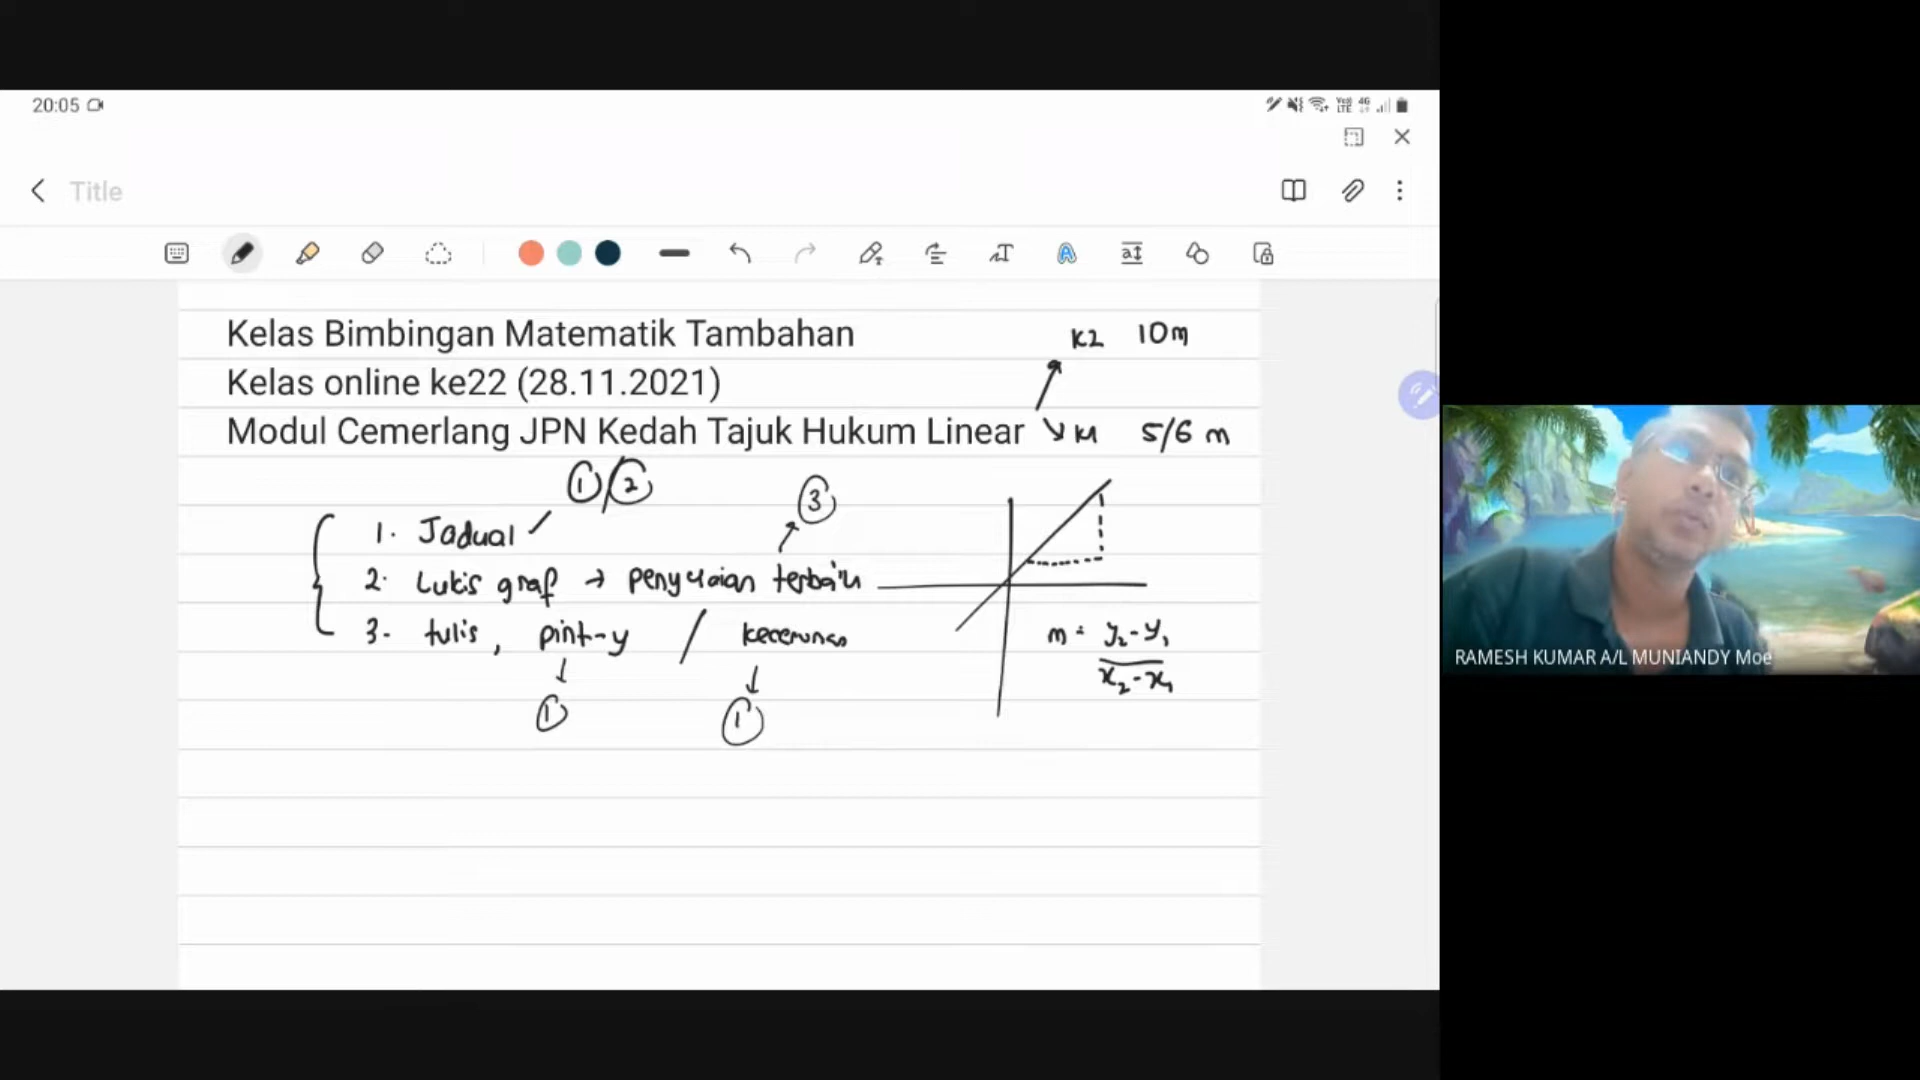 20:05
VoLTE 4G
Title
Kelas Bimbingan Matematik Tambahan
K2 10m
Kelas online ke22 (28.11.2021)
Modul Cemerlang JPN Kedah Tajuk Hukum Linear
K1 5/6 m
①/②
③
1. Jadual ✓
2. Lukis graf → penyuaian terbaik
3. tulis, pint-y / kecerunan
m = y₂-y₁
x₂-x₁
① ①
RAMESH KUMAR A/L MUNIANDY Moe